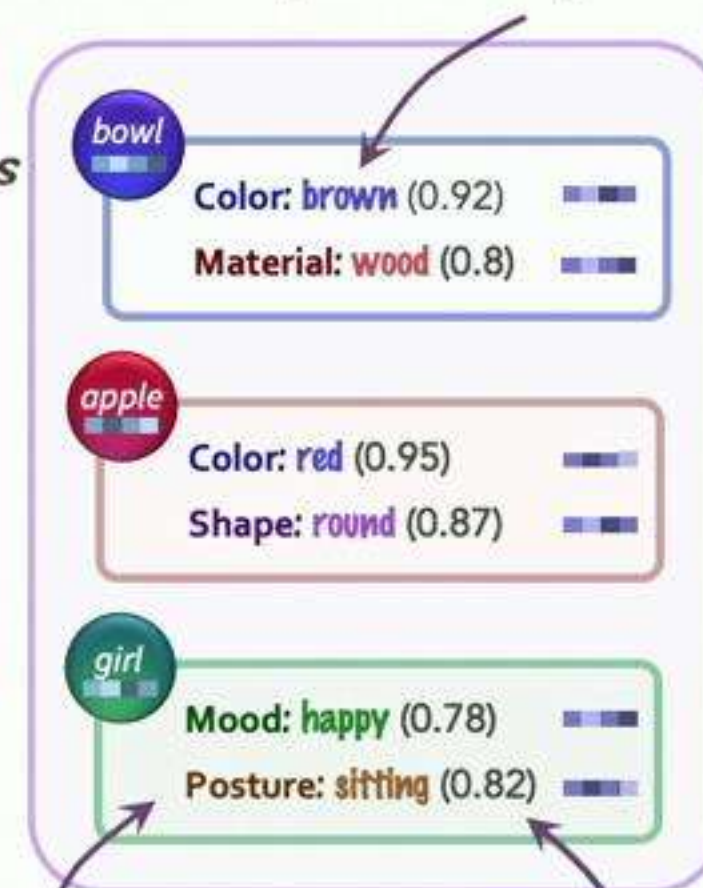 s
bowl
Color: brown (0.92)
Material: wood (0.8)
apple
Color: red (0.95)
Shape: round (0.87)
girl
Mood: happy (0.78)
Posture: sitting (0.82)